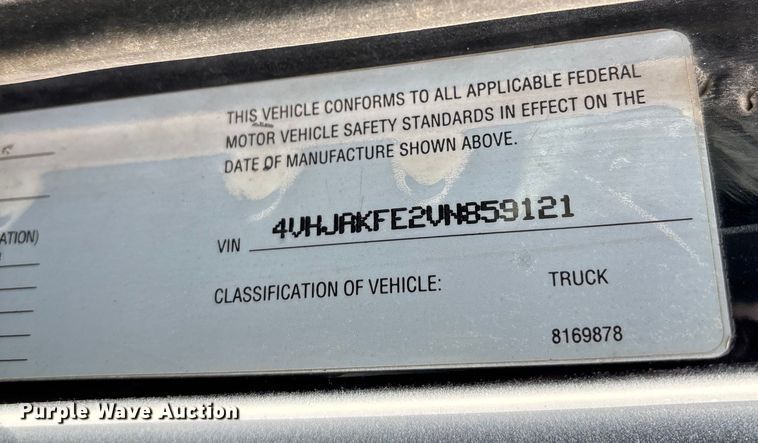 THIS VEHICLE CONFORMS TO ALL APPLICABLE FEDERAL
MOTOR VEHICLE SAFETY STANDARDS IN EFFECT ON THE
DATE OF MANUFACTURE SHOWN ABOVE.
ATION)
VIN 4VHJAKFE2VN859121
CLASSIFICATION OF VEHICLE: TRUCK
8169878
Purple Wave Auction